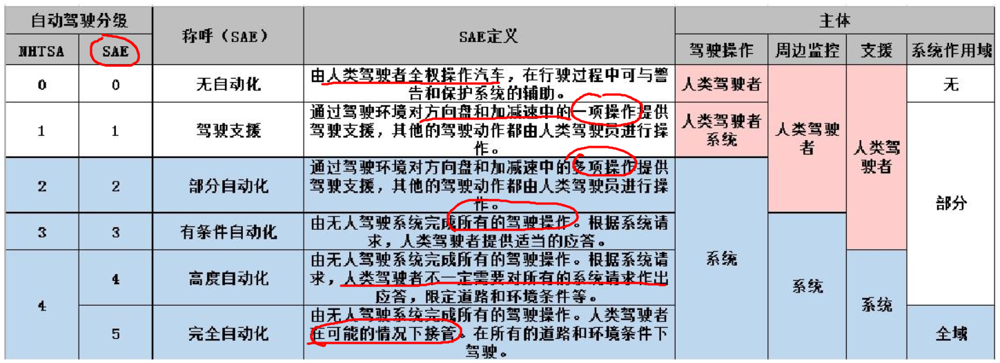 自动驾驶分级
称呼（SAE）
SAE定义
主体
NHTSA
SAE
驾驶操作
周边监控
支援
系统作用域
0
0
无自动化
由人类驾驶者全权操作汽车，在行驶过程中可与警
告和保护系统的辅助。
人类驾驶者
无
1
1
驾驶支援
通过驾驶环境对方向盘和加减速中的一项操作提供
驾驶支援，其他的驾驶动作都由人类驾驶员进行操
作。
人类驾驶者
系统
人类驾驶
者
人类驾
驶者
2
2
部分自动化
通过驾驶环境对方向盘和加减速中的多项操作提供
驾驶支援，其他的驾驶动作都由人类驾驶员进行操
作。
部分
3
3
有条件自动化
由无人驾驶系统完成所有的驾驶操作。根据系统请
求，人类驾驶者提供适当的应答。
系统
4
4
高度自动化
由无人驾驶系统完成所有的驾驶操作。根据系统请
求，人类驾驶者不一定需要对所有的系统请求作出
应答，限定道路和环境条件等。
系统
系统
5
完全自动化
由无人驾驶系统完成所有的驾驶操作。人类驾驶者
在可能的情况下接管。在所有的道路和环境条件下
驾驶。
全域